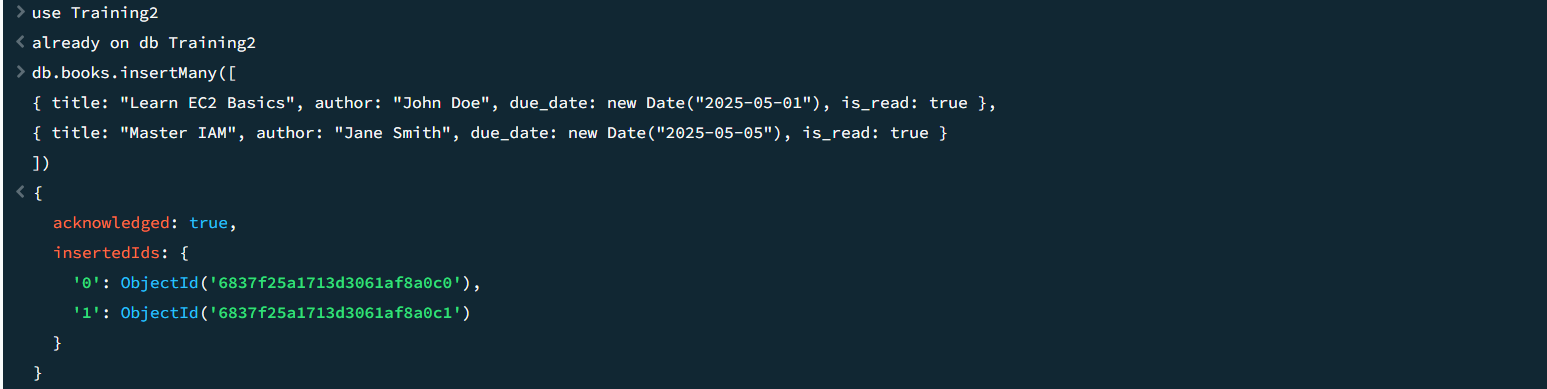 > use Training2
< already on db Training2
> db.books.insertMany([
{ title: "Learn EC2 Basics", author: "John Doe", due_date: new Date("2025-05-01"), is_read: true },
{ title: "Master IAM", author: "Jane Smith", due_date: new Date("2025-05-05"), is_read: true }
])
< {
acknowledged: true,
insertedIds: {
'0': ObjectId('6837f25a1713d3061af8a0c0'),
'1': ObjectId('6837f25a1713d3061af8a0c1')
}
}